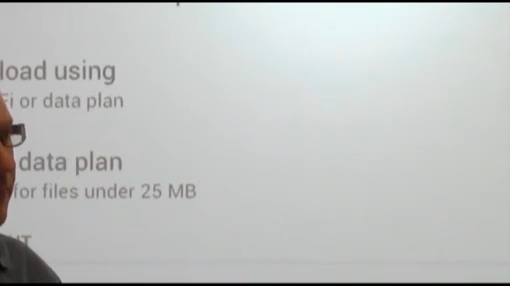 load using
Fi or data plan
data plan
for files under 25 MB